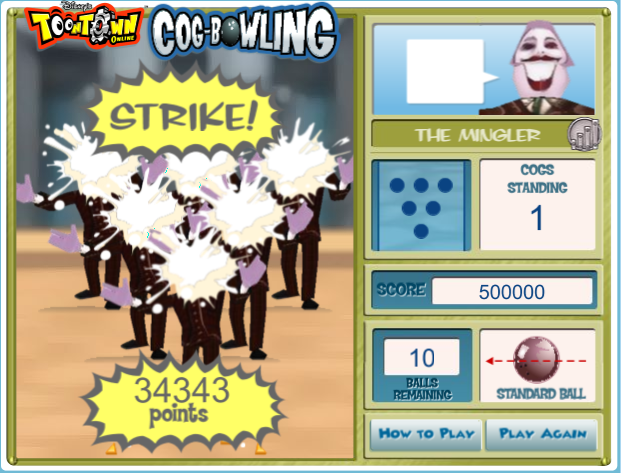 Disney's
TOONTOWN
ONLINE
COG-BOWLING
STRIKE!
34343
points
THE MINGLER
COGS
STANDING
1
SCORE 500000
10
BALLS
REMAINING
STANDARD BALL
HOW TO PLAY
PLAY AGAIN